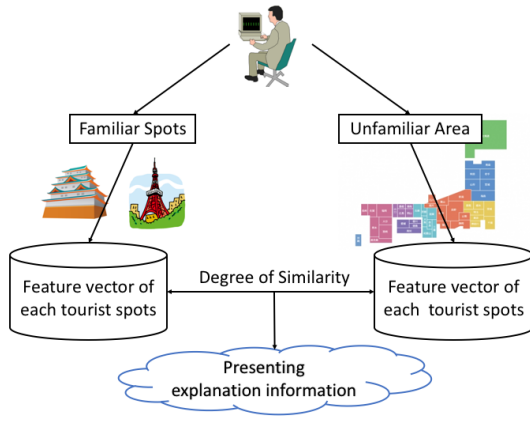 Familiar Spots
Unfamiliar Area
Degree of Similarity
Feature vector of
each tourist spots
Feature vector of
each tourist spots
Presenting
explanation information